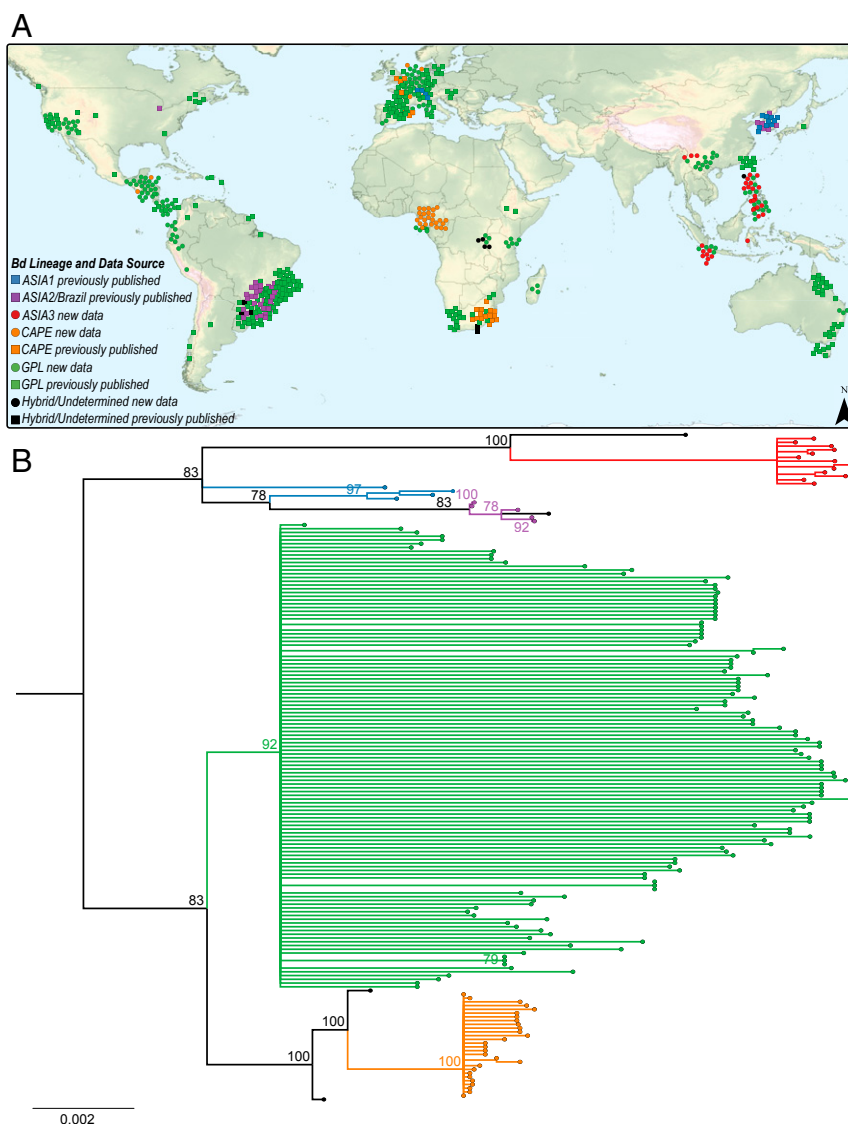 A
Bd Lineage and Data Source
ASIA1 previously published
ASIA2/Brazil previously published
ASIA3 new data
CAPE new data
CAPE previously published
GPL new data
GPL previously published
Hybrid/Undetermined new data
Hybrid/Undetermined previously published
N
B
100
83
97
78
100
83
78
92
92
83
79
100
100
100
0.002